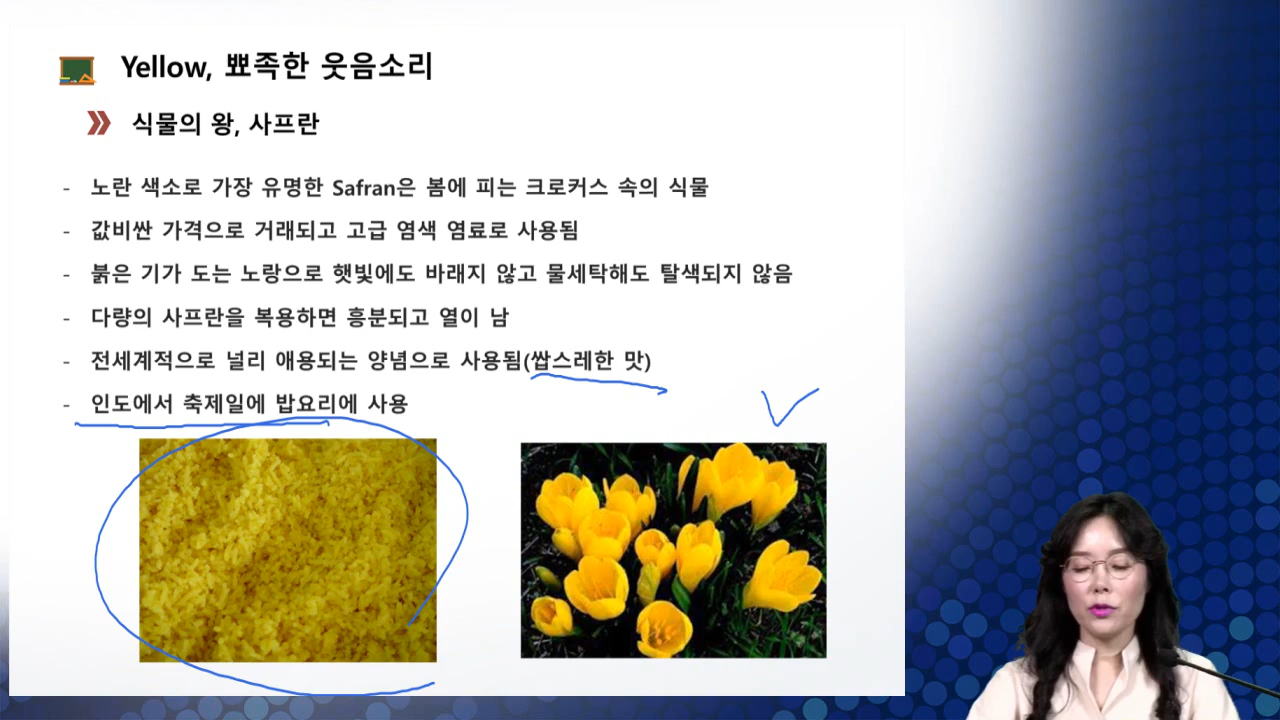 Yellow, 뾰족한 웃음소리
식물의 왕, 사프란
- 노란 색소로 가장 유명한 Safran은 봄에 피는 크로커스 속의 식물
- 값비싼 가격으로 거래되고 고급 염색 염료로 사용됨
- 붉은 기가 도는 노랑으로 햇빛에도 바래지 않고 물세탁해도 탈색되지 않음
- 다량의 사프란을 복용하면 흥분되고 열이 남
- 전세계적으로 널리 애용되는 양념으로 사용됨(쌉스레한 맛)
- 인도에서 축제일에 밥요리에 사용